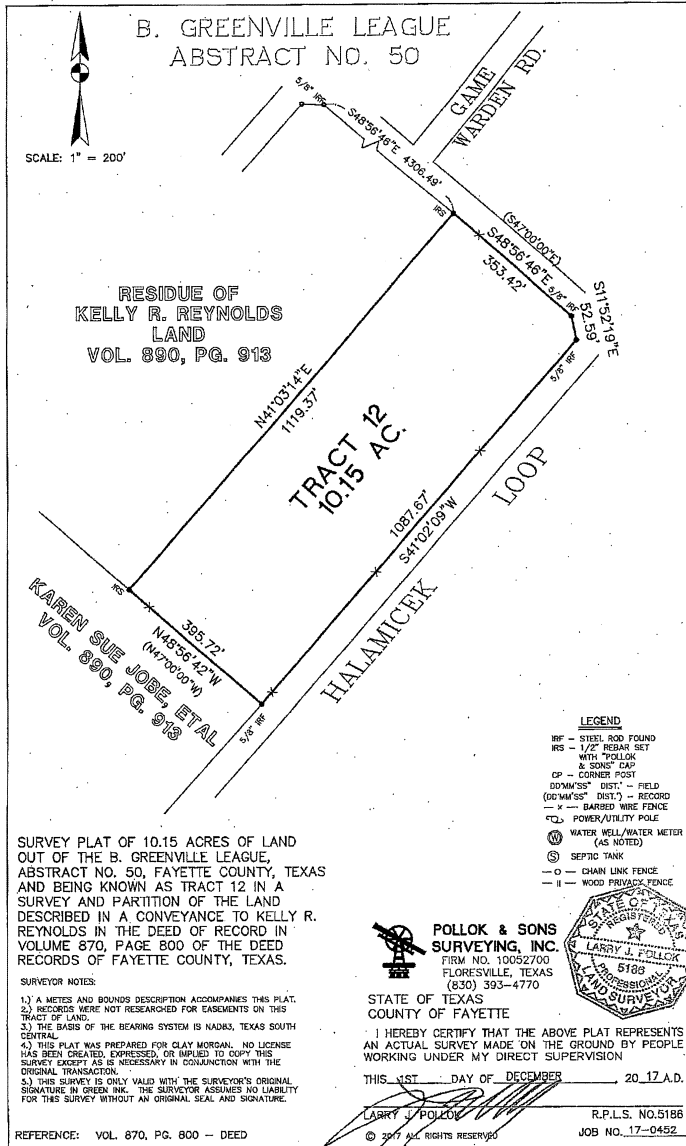 B. GREENVILLE LEAGUE
ABSTRACT NO. 50
SCALE: 1" = 200'
GAME
WARDEN RD.
5/8" IRF
S48°56'46"E 4306.49'
IRS
(S47°00'00"E)
S48°56'46"E
353.42'
5/8" IRF
S11°52'19"E
52.59'
5/8" IRF
RESIDUE OF
KELLY R. REYNOLDS
LAND
VOL. 890, PG. 913
N41°03'14"E
1119.37'
TRACT 12
10.15 AC.
1087.67'
S41°02'09"W
HALAMICEK LOOP
IRS
395.72'
N48°56'42"W
(N47°00'00"W)
5/8" IRF
KAREN SUE JOBE, ETAL
VOL. 890, PG. 913
LEGEND
IRF - STEEL ROD FOUND
IRS - 1/2" REBAR SET
WITH "POLLOK
& SONS" CAP
CP - CORNER POST
DD°MM'SS" DIST.' - FIELD
(DD°MM'SS" DIST.') - RECORD
— x — BARBED WIRE FENCE
POWER/UTILITY POLE
W WATER WELL/WATER METER
(AS NOTED)
S SEPTIC TANK
— O — CHAIN LINK FENCE
— II — WOOD PRIVACY FENCE
SURVEY PLAT OF 10.15 ACRES OF LAND
OUT OF THE B. GREENVILLE LEAGUE,
ABSTRACT NO. 50, FAYETTE COUNTY, TEXAS
AND BEING KNOWN AS TRACT 12 IN A
SURVEY AND PARTITION OF THE LAND
DESCRIBED IN A CONVEYANCE TO KELLY R.
REYNOLDS IN THE DEED OF RECORD IN
VOLUME 870, PAGE 800 OF THE DEED
RECORDS OF FAYETTE COUNTY, TEXAS.
SURVEYOR NOTES:
1.) A METES AND BOUNDS DESCRIPTION ACCOMPANIES THIS PLAT.
2.) RECORDS WERE NOT RESEARCHED FOR EASEMENTS ON THIS
TRACT OF LAND.
3.) THE BASIS OF THE BEARING SYSTEM IS NAD83, TEXAS SOUTH
CENTRAL.
4.) THIS PLAT WAS PREPARED FOR CLAY MORGAN. NO LICENSE
HAS BEEN CREATED, EXPRESSED, OR IMPLIED TO COPY THIS
SURVEY EXCEPT AS IS NECESSARY IN CONJUNCTION WITH THE
ORIGINAL TRANSACTION.
5.) THIS SURVEY IS ONLY VALID WITH THE SURVEYOR'S ORIGINAL
SIGNATURE IN GREEN INK. THE SURVEYOR ASSUMES NO LIABILITY
FOR THIS SURVEY WITHOUT AN ORIGINAL SEAL AND SIGNATURE.
REFERENCE: VOL. 870, PG. 800 - DEED
POLLOK & SONS
SURVEYING, INC.
FIRM NO. 10052700
FLORESVILLE, TEXAS
(830) 393-4770
STATE OF TEXAS
REGISTERED
LARRY J. POLLOK
5186
PROFESSIONAL
LAND SURVEYOR
STATE OF TEXAS
COUNTY OF FAYETTE
I HEREBY CERTIFY THAT THE ABOVE PLAT REPRESENTS
AN ACTUAL SURVEY MADE ON THE GROUND BY PEOPLE
WORKING UNDER MY DIRECT SUPERVISION
THIS 1ST DAY OF DECEMBER , 20 17 A.D.
LARRY J. POLLOK R.P.L.S. NO.5186
© 2017 ALL RIGHTS RESERVED JOB NO. 17-0452